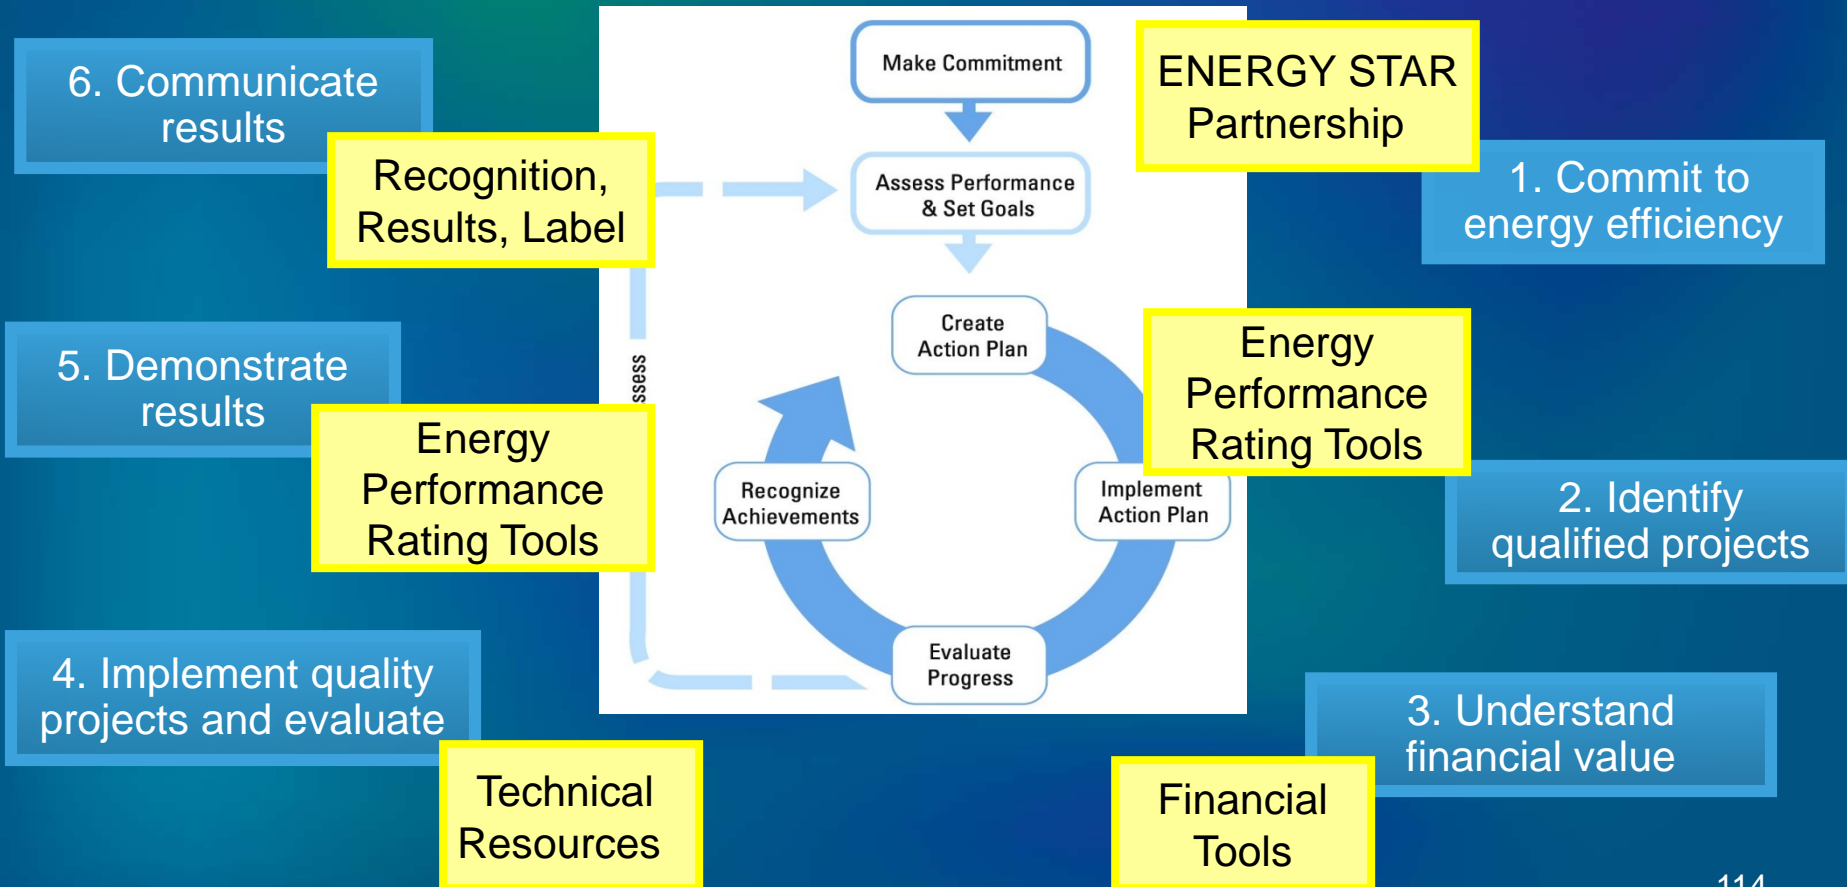 Make Commitment
Assess Performance
& Set Goals
Create
Action Plan
Implement
Action Plan
Evaluate
Progress
Recognize
Achievements
ENERGY STAR
Partnership
1. Commit to
energy efficiency
Energy
Performance
Rating Tools
2. Identify
qualified projects
3. Understand
financial value
Financial
Tools
4. Implement quality
projects and evaluate
Technical
Resources
5. Demonstrate
results
Energy
Performance
Rating Tools
6. Communicate
results
Recognition,
Results, Label
114